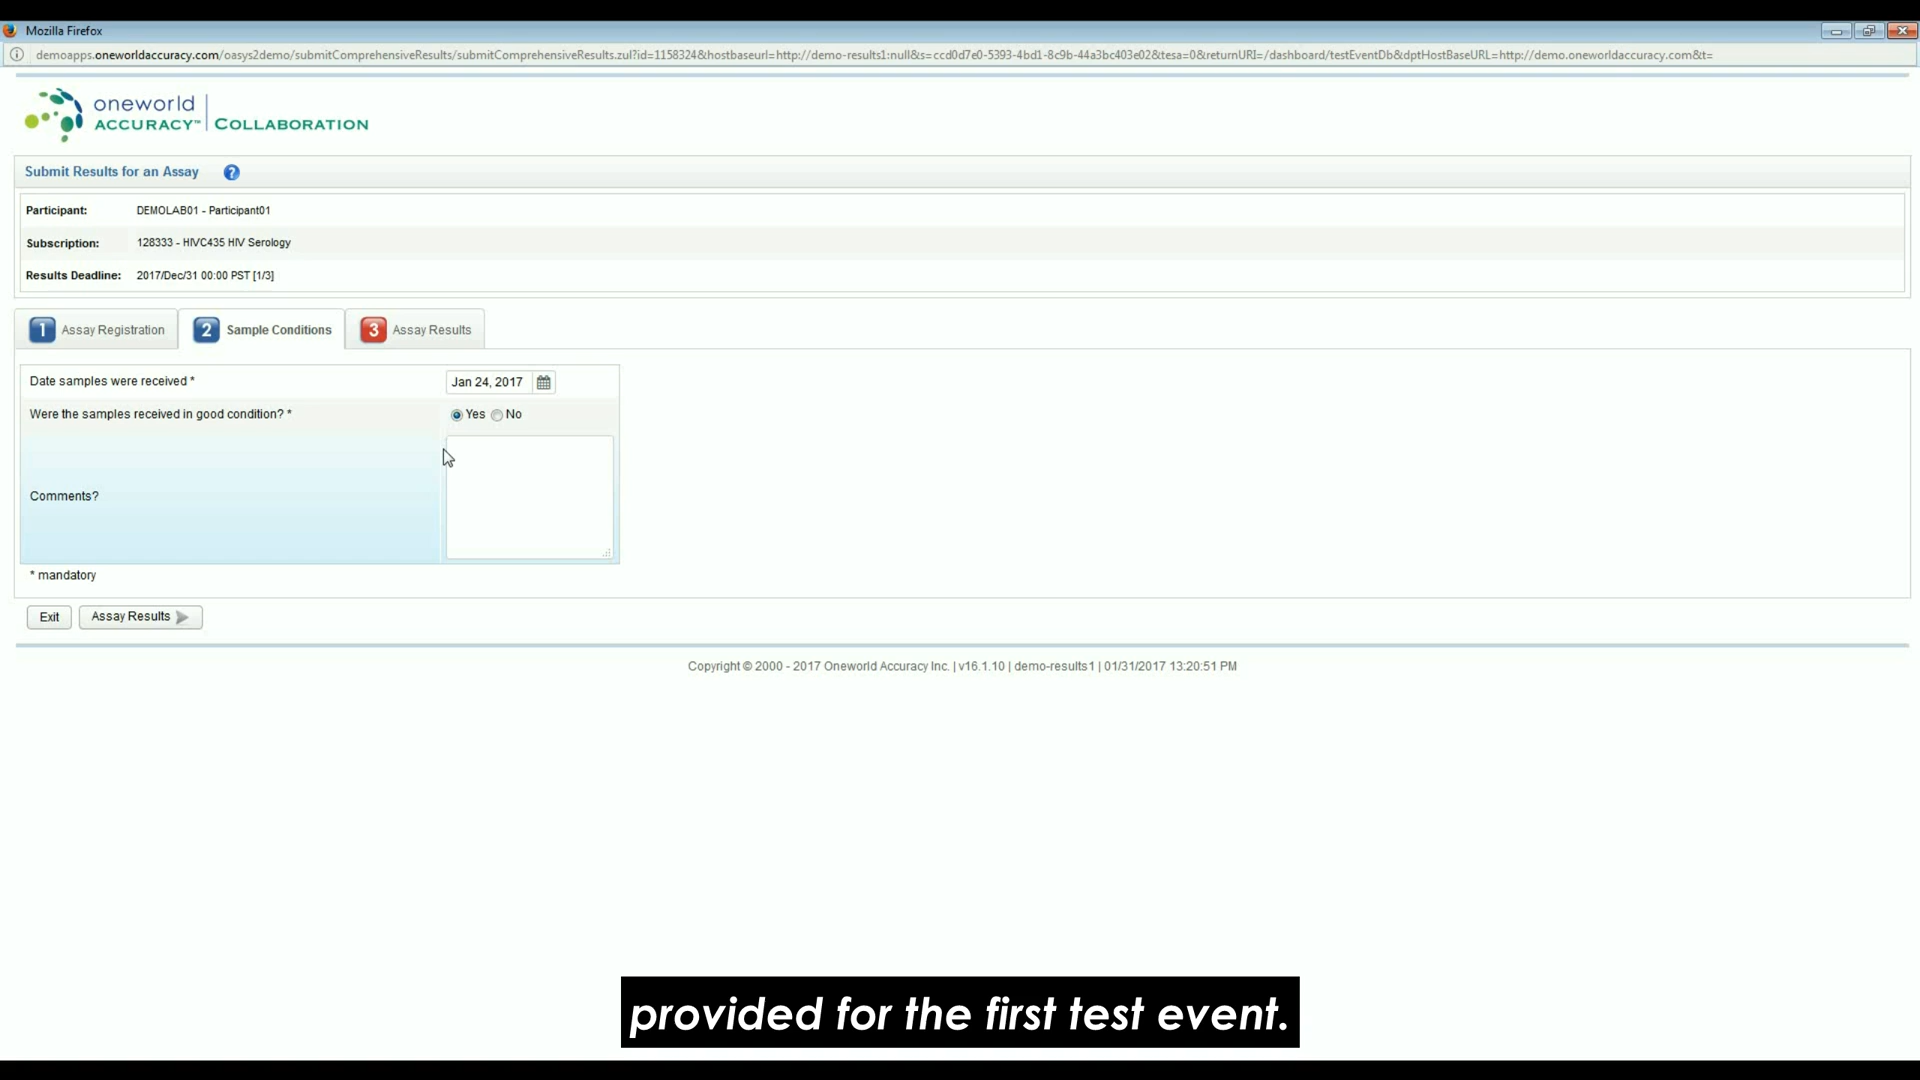 Mozilla Firefox
demoapps.oneworldaccuracy.com/oasys2demo/submitComprehensiveResults/submitComprehensiveResults.zul?id=1158324&hostbaseurl=http://demo-results1:null&s=ccd0d7e0-5393-4bd1-8c9b-44a3bc403e02&tesa=0&returnURI=/dashboard/testEventDb&dptHostBaseURL=http://demo.oneworldaccuracy.com&t=
oneworld
ACCURACY™ COLLABORATION
Submit Results for an Assay ?
Participant: DEMOLAB01 - Participant01
Subscription: 128333 - HIVC435 HIV Serology
Results Deadline: 2017/Dec/31 00:00 PST [1/3]
1 Assay Registration 2 Sample Conditions 3 Assay Results
Date samples were received * Jan 24, 2017
Were the samples received in good condition? * Yes No
Comments?
* mandatory
Exit Assay Results
Copyright © 2000 - 2017 Oneworld Accuracy Inc. | v16.1.10 | demo-results1 | 01/31/2017 13:20:51 PM
provided for the first test event.